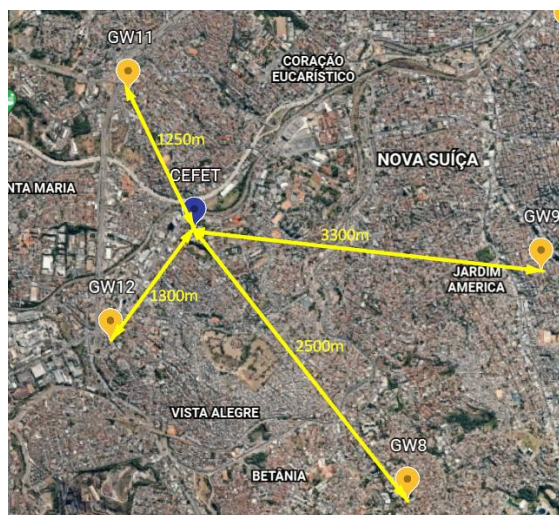 GW11
CORAÇÃO
EUCARÍSTICO
1250m
NOVA SUÍÇA
CEFET
NTA MARIA
GW9
3300m
JARDIM
AMERICA
GW12
1300m
2500m
VISTA ALEGRE
GW8
BETÂNIA